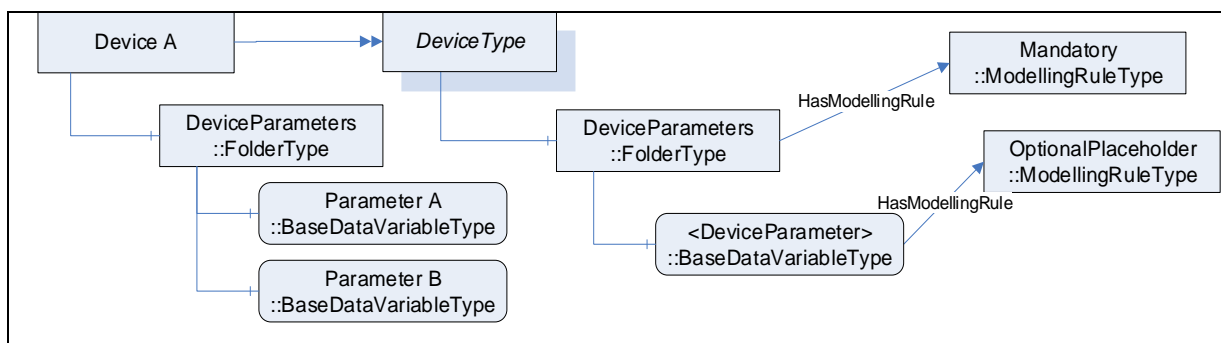 Device A
DeviceType
Mandatory
::ModellingRuleType
HasModellingRule
DeviceParameters
::FolderType
DeviceParameters
::FolderType
OptionalPlaceholder
::ModellingRuleType
Parameter A
::BaseDataVariableType
HasModellingRule
<DeviceParameter>
::BaseDataVariableType
Parameter B
::BaseDataVariableType